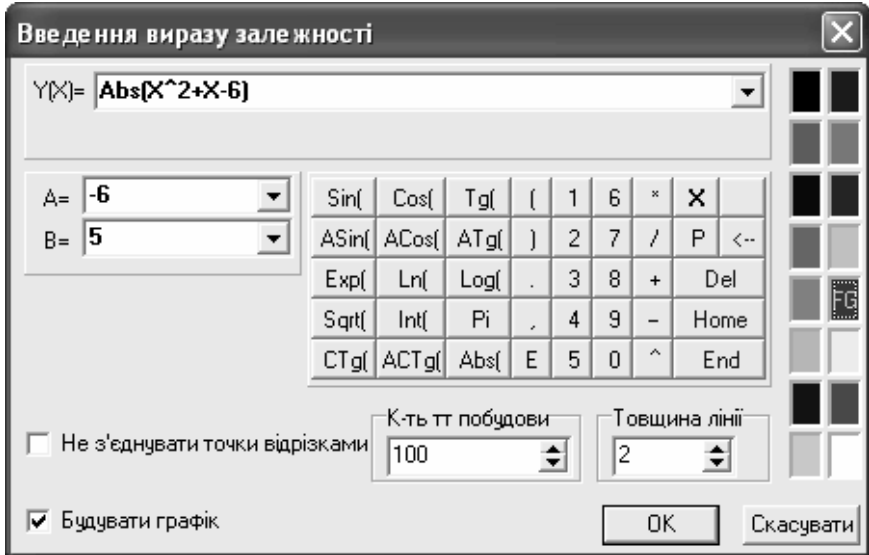 Введення виразу залежності
Y(X)= Abs(X^2+X-6)
A= -6
B= 5
Sin( Cos( Tg( ( 1 6 * X
ASin( ACos( ATg( ) 2 7 / P <--
Exp( Ln( Log( . 3 8 + Del
Sqrt( Int( Pi , 4 9 − Home
CTg( ACTg( Abs( E 5 0 ^ End
FG
К-ть тт побудови
Товщина лінії
Не з'єднувати точки відрізками
100
2
Будувати графік
OK
Скасувати